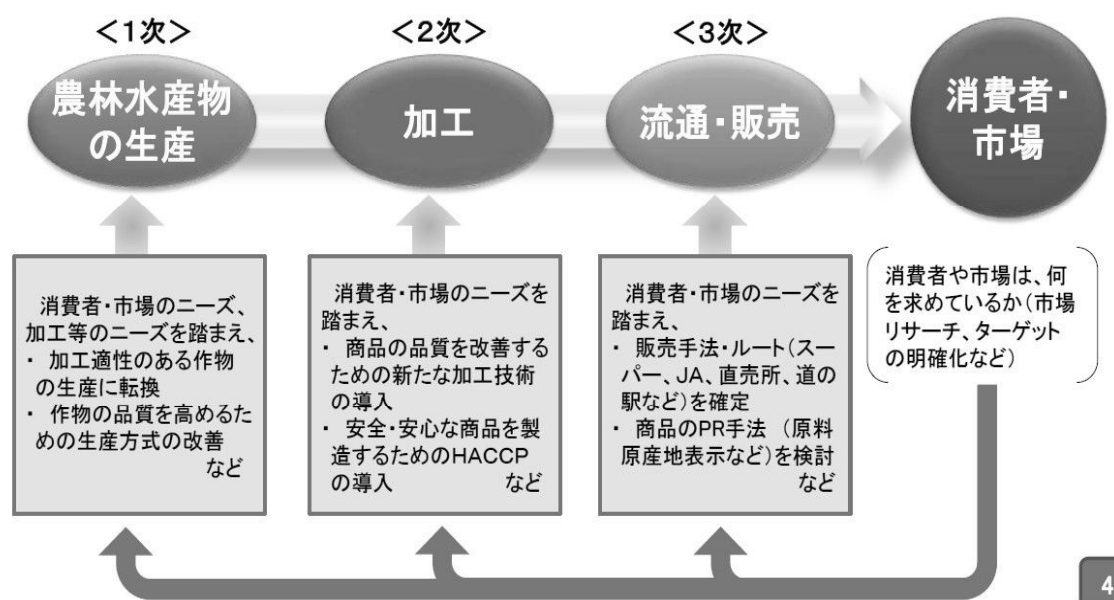 ＜1次＞
農林水産物
の生産
＜2次＞
加工
＜3次＞
流通・販売
消費者・
市場
消費者・市場のニーズ、
加工等のニーズを踏まえ、
・ 加工適性のある作物
の生産に転換
・ 作物の品質を高めるた
めの生産方式の改善
など
消費者・市場のニーズを
踏まえ、
・ 商品の品質を改善する
ための新たな加工技術
の導入
・ 安全・安心な商品を製
造するためのHACCP
の導入 など
消費者・市場のニーズを
踏まえ、
・ 販売手法・ルート（スー
パー、JA、直売所、道の
駅など）を確定
・ 商品のPR手法 （原料
原産地表示など）を検討
など
消費者や市場は、何
を求めているか（市場
リサーチ、ターゲット
の明確化など）
4